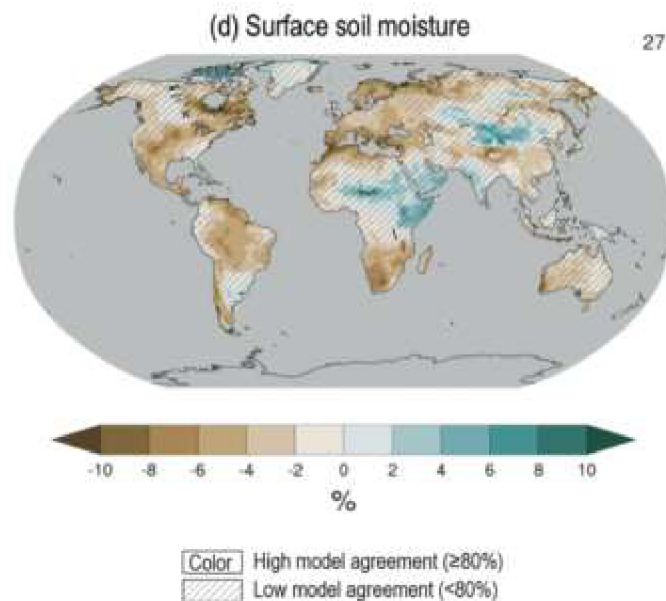 (d) Surface soil moisture
27
-10 -8 -6 -4 -2 0 2 4 6 8 10
%
Color High model agreement (≥80%)
Low model agreement (<80%)